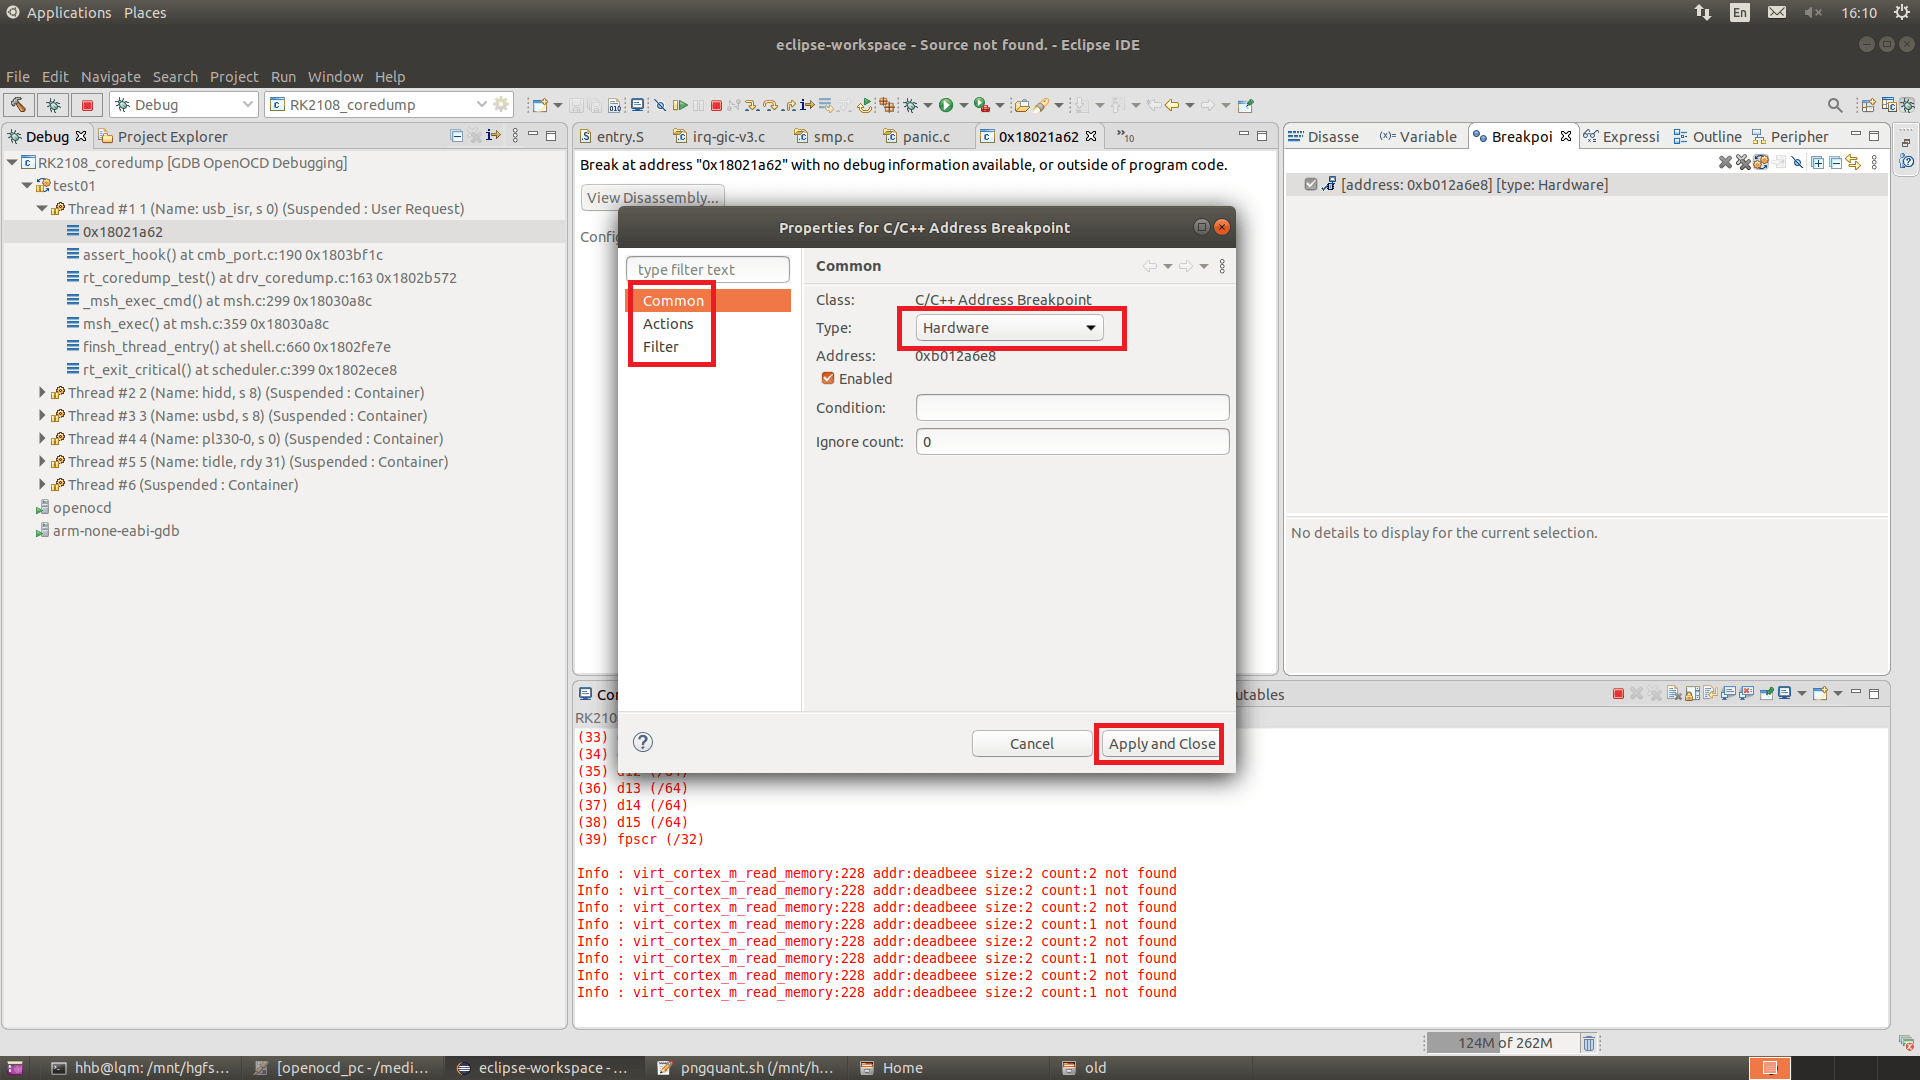 Applications Places
En
16:10
eclipse-workspace - Source not found. - Eclipse IDE
File Edit Navigate Search Project Run Window Help
Debug
RK2108_coredump
Debug
Project Explorer
RK2108_coredump [GDB OpenOCD Debugging]
test01
Thread #1 1 (Name: usb_isr, s 0) (Suspended : User Request)
0x18021a62
assert_hook() at cmb_port.c:190 0x1803bf1c
rt_coredump_test() at drv_coredump.c:163 0x1802b572
_msh_exec_cmd() at msh.c:299 0x18030a8c
msh_exec() at msh.c:359 0x18030a8c
finsh_thread_entry() at shell.c:660 0x1802fe7e
rt_exit_critical() at scheduler.c:399 0x1802ece8
Thread #2 2 (Name: hidd, s 8) (Suspended : Container)
Thread #3 3 (Name: usbd, s 8) (Suspended : Container)
Thread #4 4 (Name: pl330-0, s 0) (Suspended : Container)
Thread #5 5 (Name: tidle, rdy 31) (Suspended : Container)
Thread #6 (Suspended : Container)
openocd
arm-none-eabi-gdb
entry.S
irq-gic-v3.c
smp.c
panic.c
0x18021a62
»10
Break at address "0x18021a62" with no debug information available, or outside of program code.
View Disassembly...
Config
Properties for C/C++ Address Breakpoint
type filter text
Common
Actions
Filter
Common
Class: C/C++ Address Breakpoint
Type: Hardware
Address: 0xb012a6e8
Enabled
Condition:
Ignore count: 0
Cancel
Apply and Close
Disasse
(x)= Variable
Breakpoi
Expressi
Outline
Peripher
[address: 0xb012a6e8] [type: Hardware]
No details to display for the current selection.
Con
utables
RK210
(33)
(34)
(35) d12 (/64)
(36) d13 (/64)
(37) d14 (/64)
(38) d15 (/64)
(39) fpscr (/32)
Info : virt_cortex_m_read_memory:228 addr:deadbeee size:2 count:2 not found
Info : virt_cortex_m_read_memory:228 addr:deadbeee size:2 count:1 not found
Info : virt_cortex_m_read_memory:228 addr:deadbeee size:2 count:2 not found
Info : virt_cortex_m_read_memory:228 addr:deadbeee size:2 count:1 not found
Info : virt_cortex_m_read_memory:228 addr:deadbeee size:2 count:2 not found
Info : virt_cortex_m_read_memory:228 addr:deadbeee size:2 count:1 not found
Info : virt_cortex_m_read_memory:228 addr:deadbeee size:2 count:2 not found
Info : virt_cortex_m_read_memory:228 addr:deadbeee size:2 count:1 not found
124M of 262M
hhb@lqm: /mnt/hgfs...
[openocd_pc - /medi...
eclipse-workspace - ...
pngquant.sh (/mnt/h...
Home
old